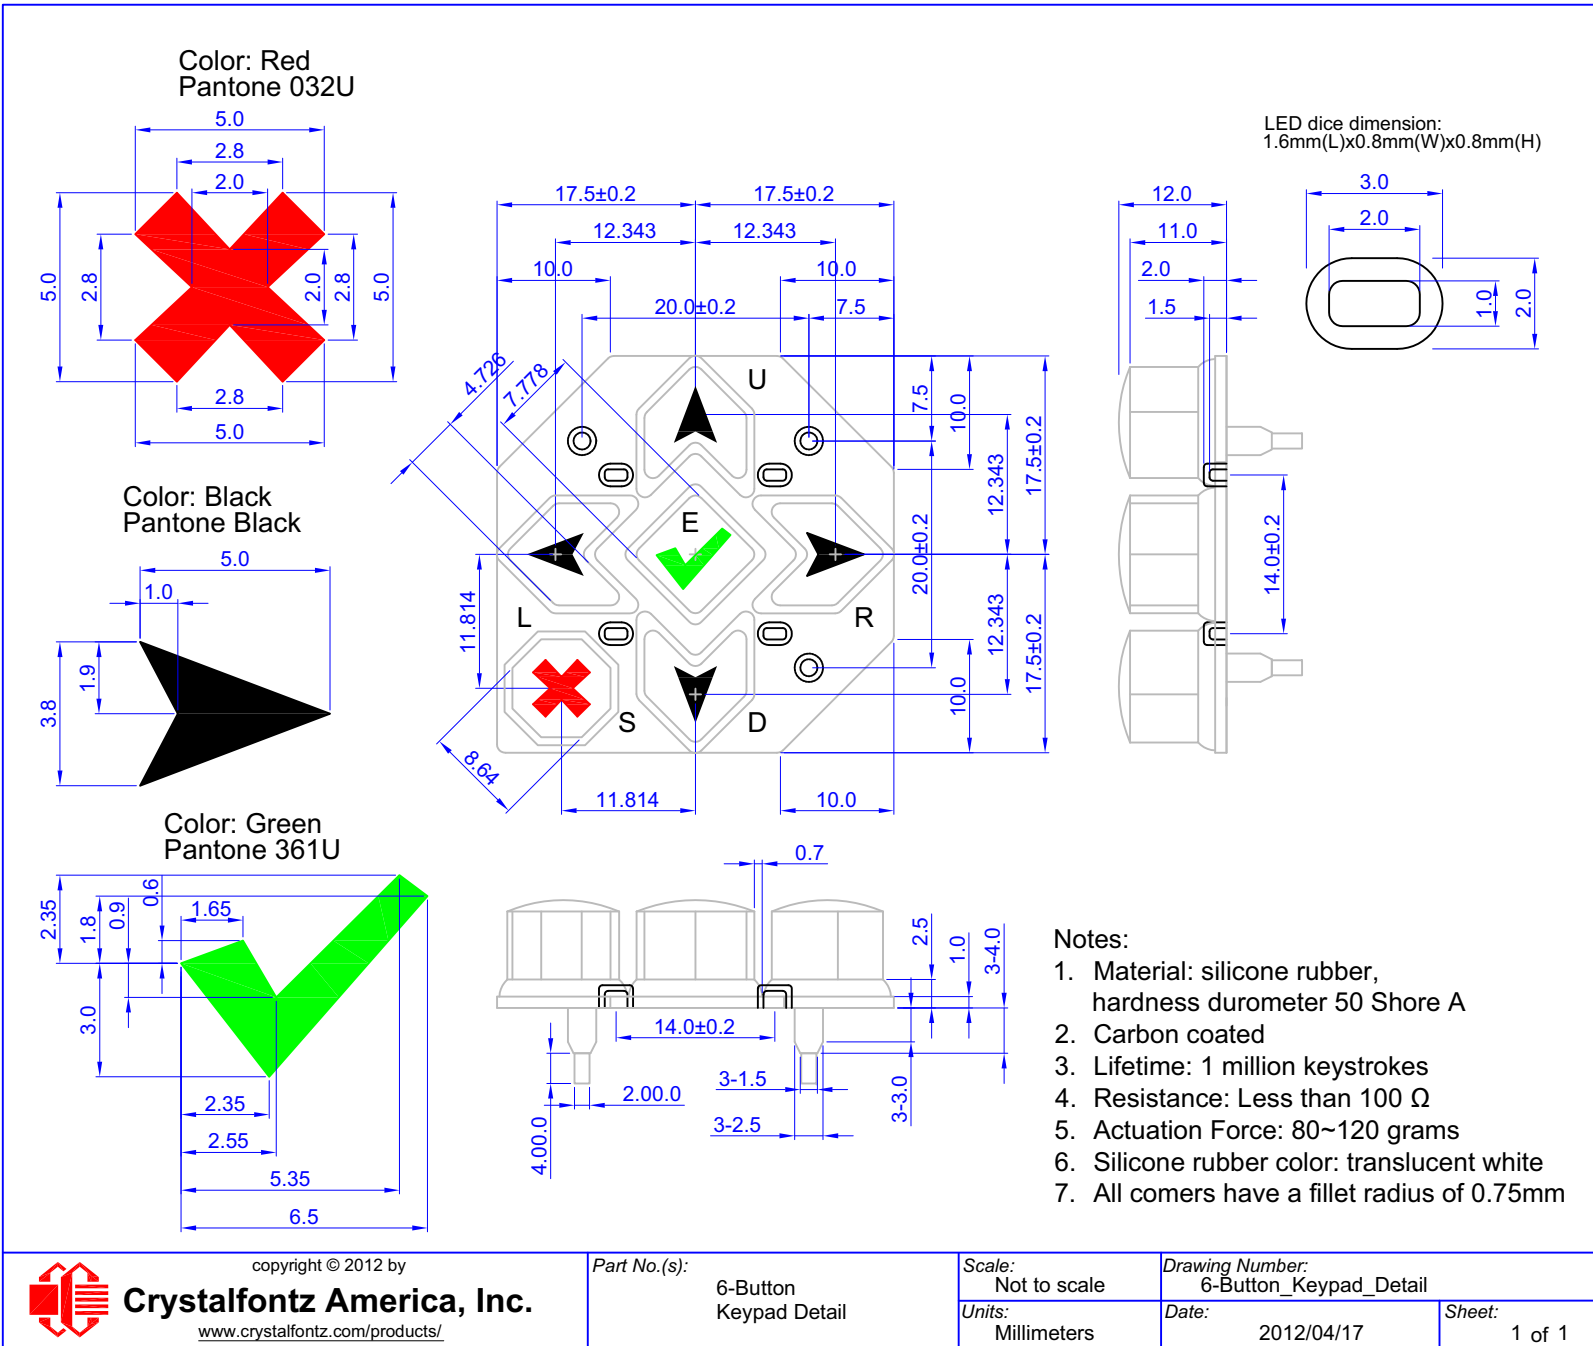 Color: Red
Pantone 032U
5.0
2.8
2.0
5.0
2.8
2.0
2.8
5.0
2.8
5.0
Color: Black
Pantone Black
5.0
1.0
1.9
3.8
Color: Green
Pantone 361U
2.35
1.8
0.9
0.6
1.65
3.0
2.35
2.55
5.35
6.5
17.5±0.2
17.5±0.2
12.343
12.343
10.0
10.0
20.0±0.2
7.5
4.726
7.778
U
E
L
R
S
D
7.5
10.0
12.343
17.5±0.2
20.0±0.2
12.343
17.5±0.2
10.0
11.814
8.64
11.814
10.0
12.0
11.0
2.0
1.5
14.0±0.2
LED dice dimension:
1.6mm(L)x0.8mm(W)x0.8mm(H)
3.0
2.0
1.0
2.0
0.7
2.5
1.0
3-4.0
14.0±0.2
3-1.5
2.00.0
3-2.5
3-3.0
4.00.0
Notes:
1. Material: silicone rubber,
hardness durometer 50 Shore A
2. Carbon coated
3. Lifetime: 1 million keystrokes
4. Resistance: Less than 100 Ω
5. Actuation Force: 80~120 grams
6. Silicone rubber color: translucent white
7. All comers have a fillet radius of 0.75mm
copyright © 2012 by
Crystalfontz America, Inc.
www.crystalfontz.com/products/
Part No.(s):
6-Button
Keypad Detail
Scale:
Not to scale
Units:
Millimeters
Drawing Number:
6-Button_Keypad_Detail
Date:
2012/04/17
Sheet:
1 of 1